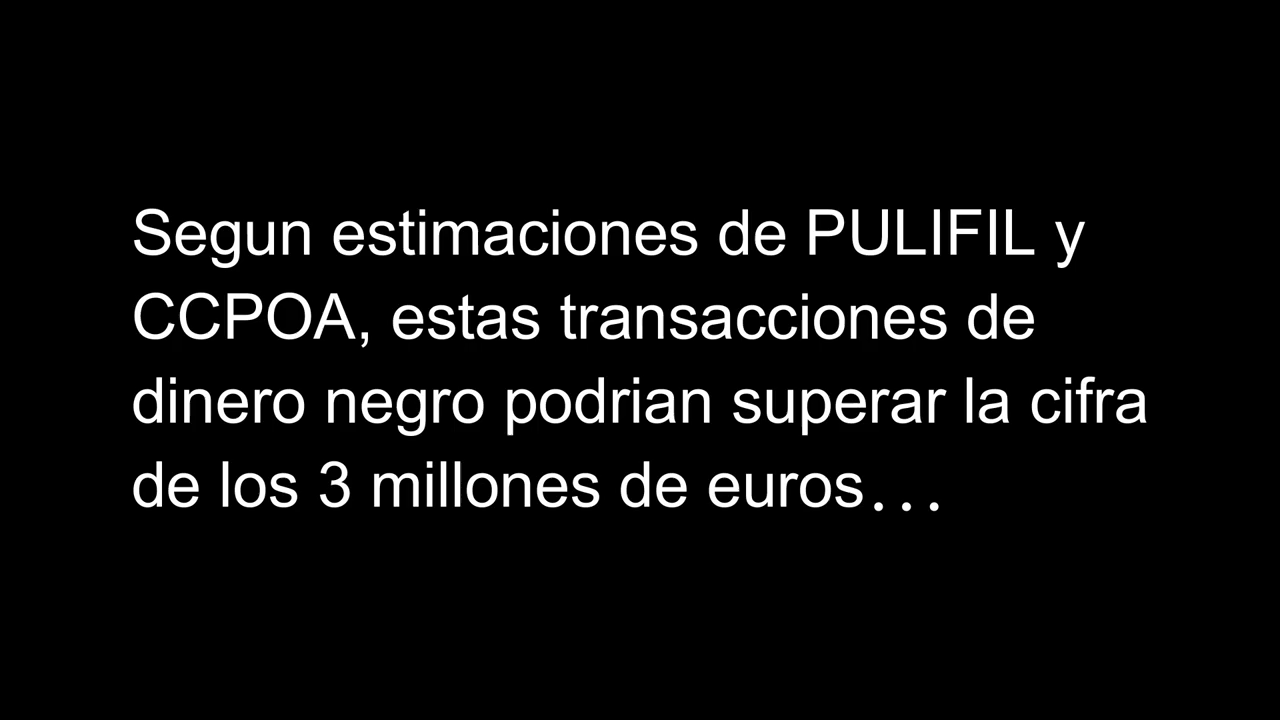 Segun estimaciones de PULIFIL y
CCPOA, estas transacciones de
dinero negro podrian superar la cifra
de los 3 millones de euros…